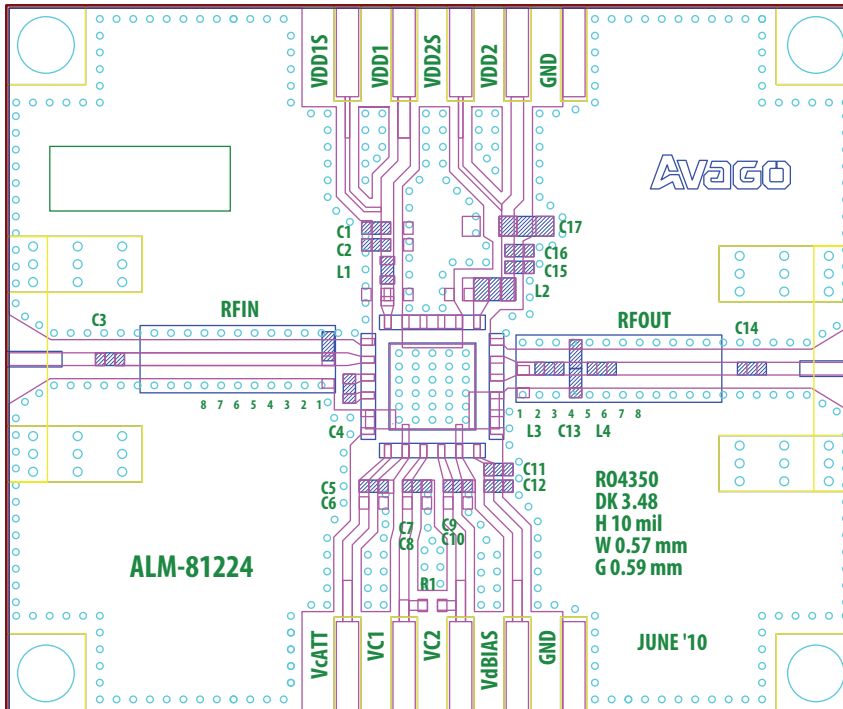 VDD1S
VDD1
VDD2S
VDD2
GND
AVAGO
C1
C2
L1
C17
C16
C15
L2
C3
RFIN
RFOUT
C14
8 7 6 5 4 3 2 1
1 2 3 4 5 6 7 8
C4
L3
C13
L4
C11
C12
C5
C6
C7
C8
C9
C10
R1
RO4350
DK 3.48
H 10 mil
W 0.57 mm
G 0.59 mm
ALM-81224
JUNE '10
VcATT
VC1
VC2
VdBIAS
GND